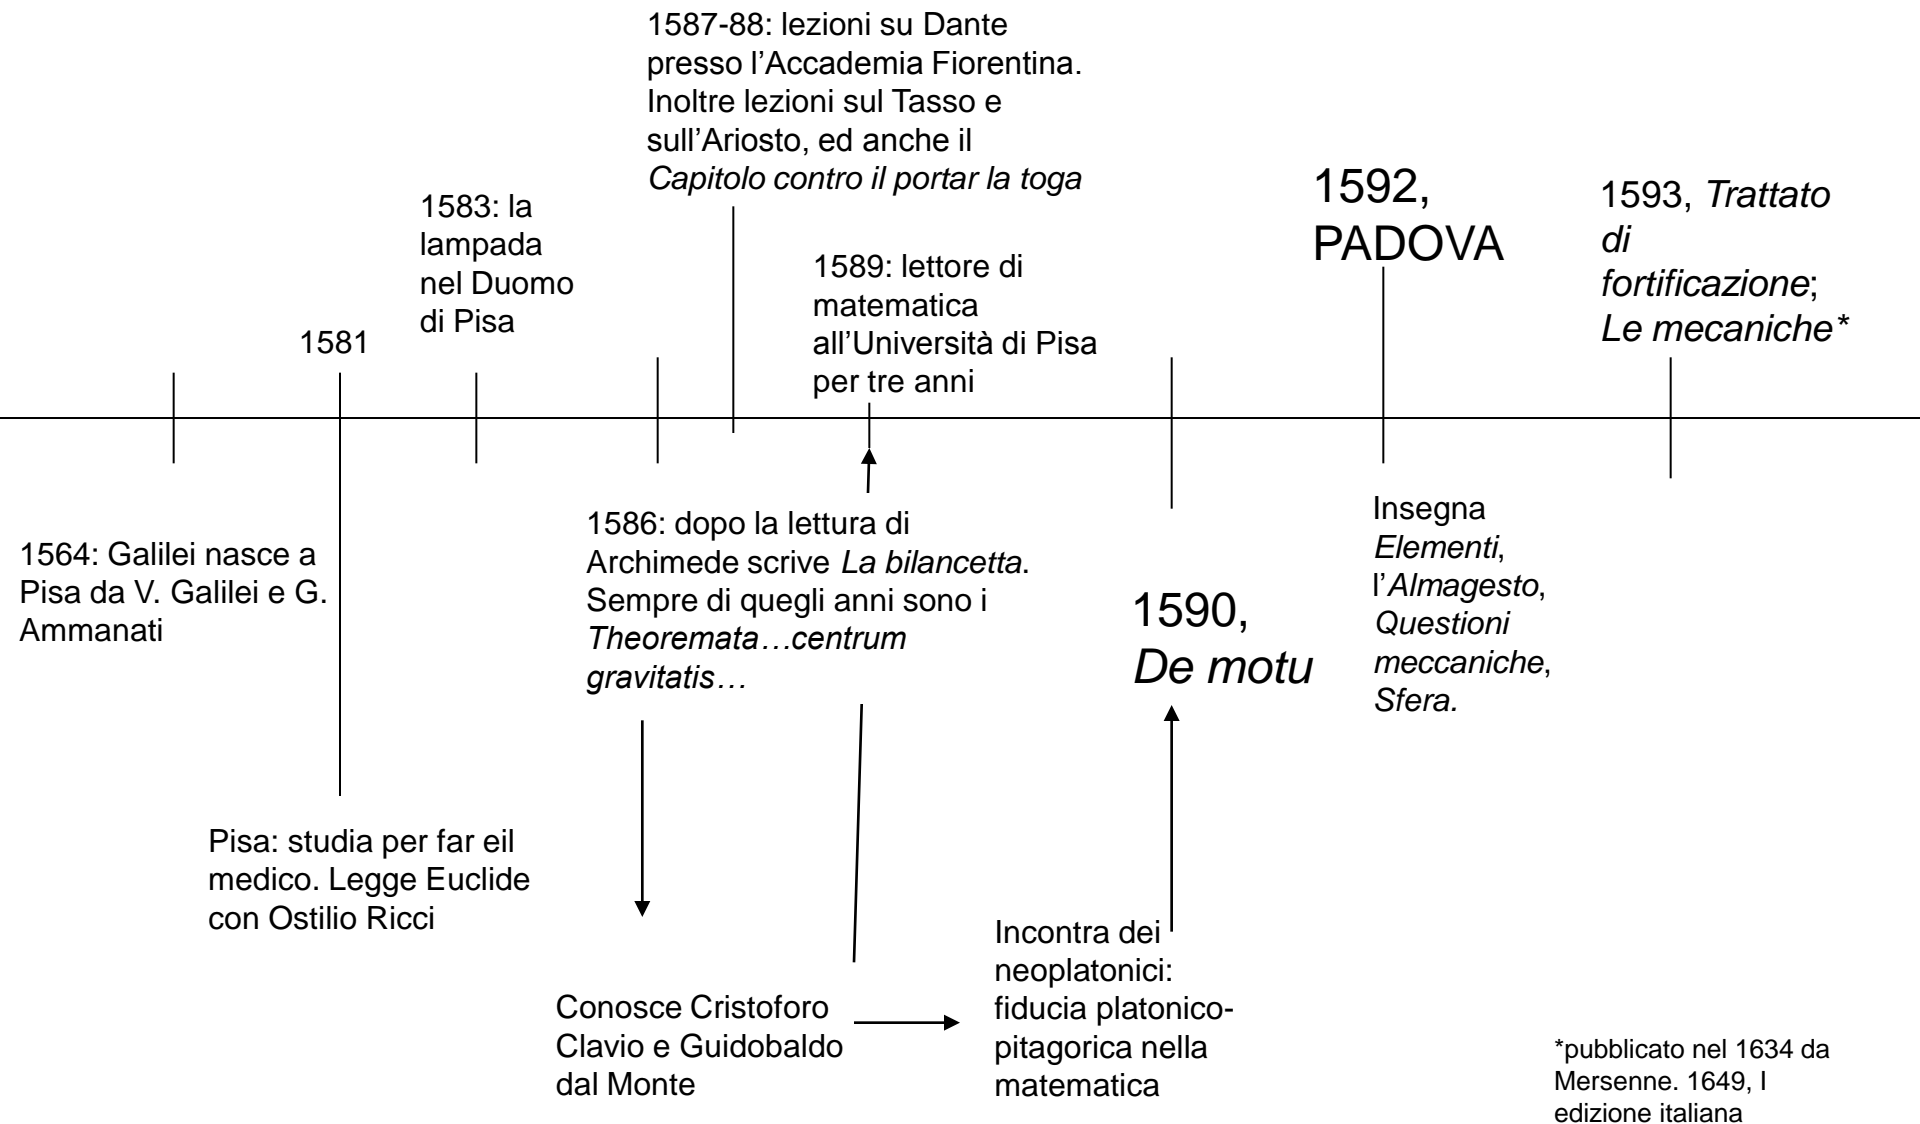 1587-88: lezioni su Dante
presso l’Accademia Fiorentina.
Inoltre lezioni sul Tasso e
sull’Ariosto, ed anche il
Capitolo contro il portar la toga
1583: la
lampada
nel Duomo
di Pisa
1581
1589: lettore di
matematica
all’Università di Pisa
per tre anni
1592,
PADOVA
1593, Trattato
di
fortificazione;
Le mecaniche*
1564: Galilei nasce a
Pisa da V. Galilei e G.
Ammanati
1586: dopo la lettura di
Archimede scrive La bilancetta.
Sempre di quegli anni sono i
Theoremata…centrum
gravitatis…
1590,
De motu
Insegna
Elementi,
l’Almagesto,
Questioni
meccaniche,
Sfera.
Pisa: studia per far eil
medico. Legge Euclide
con Ostilio Ricci
Conosce Cristoforo
Clavio e Guidobaldo
dal Monte
Incontra dei
neoplatonici:
fiducia platonico-
pitagorica nella
matematica
*pubblicato nel 1634 da
Mersenne. 1649, I
edizione italiana